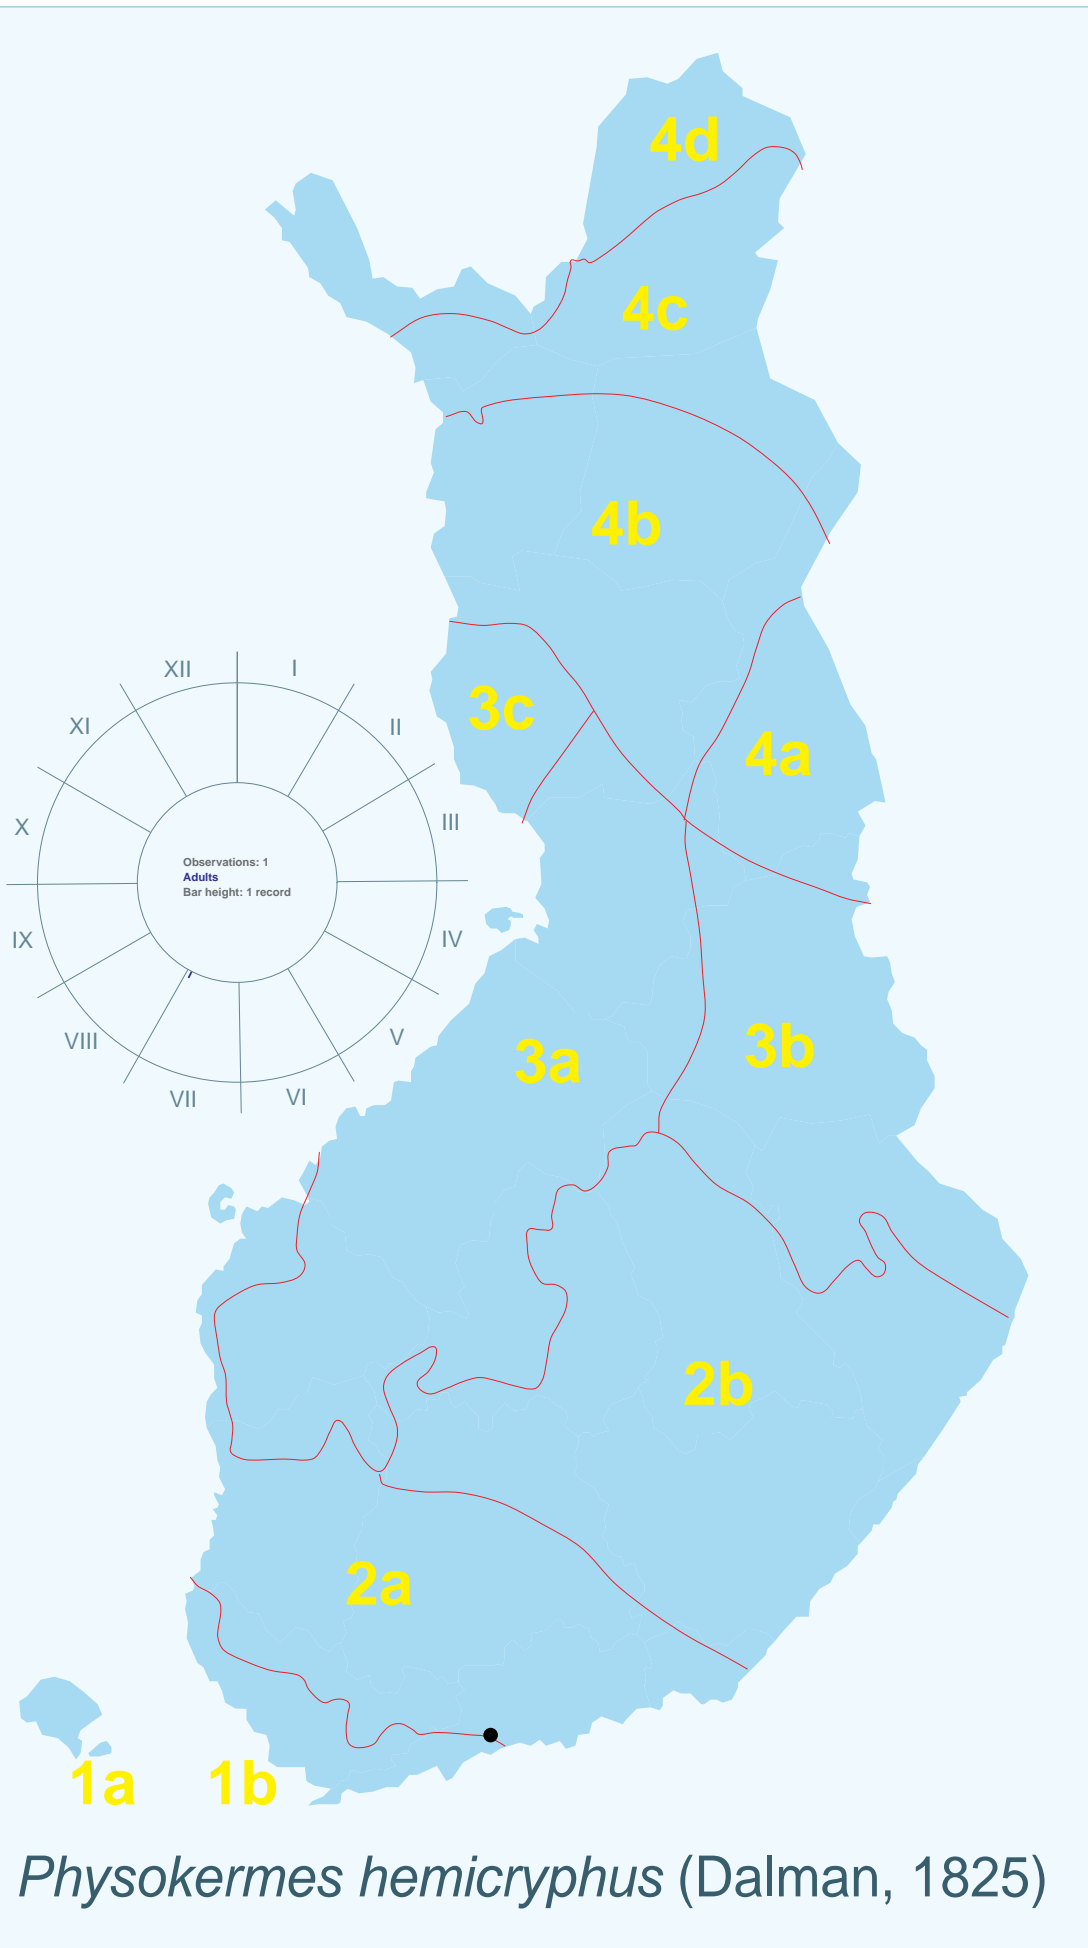 4d
4c
4b
XII
I
XI
II
3c
4a
X
III
Observations: 1
Adults
Bar height: 1 record
IX
IV
VIII
V
3a
3b
VII
VI
2b
2a
1a
1b
Physokermes hemicryphus (Dalman, 1825)